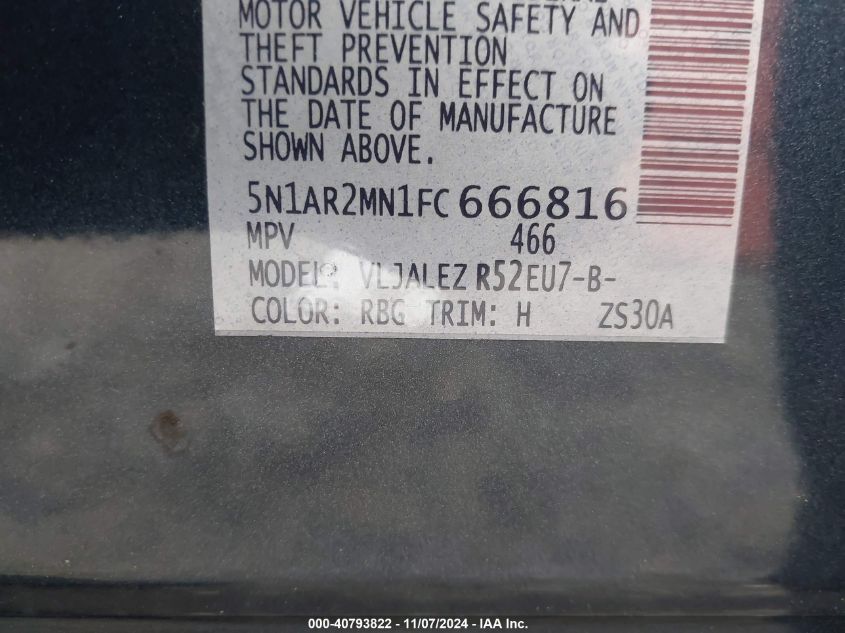 MOTOR VEHICLE SAFETY AND
THEFT PREVENTION
STANDARDS IN EFFECT ON
THE DATE OF MANUFACTURE
SHOWN ABOVE.
5N1AR2MN1FC666816
MPV 466
MODEL: VLJALEZ R52EU7-B-
COLOR: RBG TRIM: H ZS30A
000-40793822 - 11/07/2024 - IAA Inc.